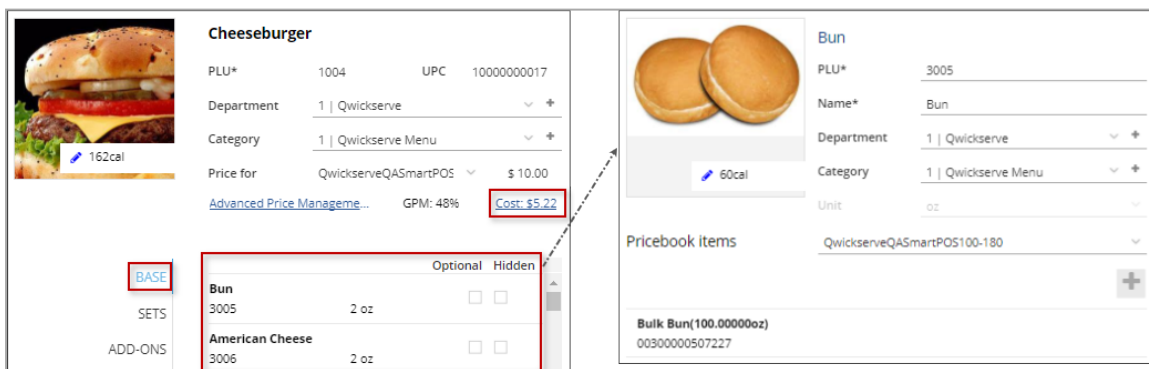 Cheeseburger
PLU* 1004 UPC 10000000017
Department 1 | Qwickserve
Category 1 | Qwickserve Menu
162cal
Price for QwickserveQASmartPOS $ 10.00
Advanced Price Manageme... GPM: 48% Cost: $5.22
BASE
SETS
ADD-ONS
Optional Hidden
Bun
3005 2 oz
American Cheese
3006 2 oz
Bun
PLU* 3005
Name* Bun
Department 1 | Qwickserve
60cal
Category 1 | Qwickserve Menu
Unit oz
Pricebook items QwickserveQASmartPOS100-180
Bulk Bun(100.00000oz)
00300000507227